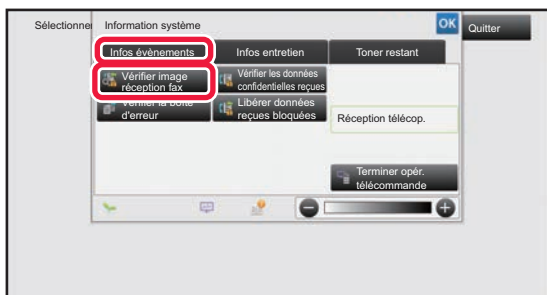 Sélectionne
Information système
OK
Quitter
Infos évènements
Infos entretien
Toner restant
Vérifier image
réception fax
Vérifier les données
confidentielles reçues
Vérifier la boîte
d'erreur
Libérer données
reçues bloquées
Réception télécop.
Terminer opér.
télécommande